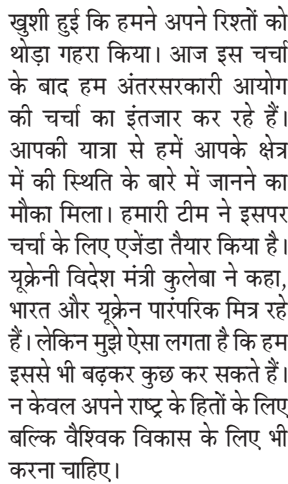 खुशी हुई कि हमने अपने रिश्तों को
थोड़ा गहरा किया। आज इस चर्चा
के बाद हम अंतरसरकारी आयोग
की चर्चा का इंतजार कर रहे हैं।
आपकी यात्रा से हमें आपके क्षेत्र
में की स्थिति के बारे में जानने का
मौका मिला। हमारी टीम ने इसपर
चर्चा के लिए एजेंडा तैयार किया है।
यूक्रेनी विदेश मंत्री कुलेबा ने कहा,
भारत और यूक्रेन पारंपरिक मित्र रहे
हैं। लेकिन मुझे ऐसा लगता है कि हम
इससे भी बढ़कर कुछ कर सकते हैं।
न केवल अपने राष्ट्र के हितों के लिए
बल्कि वैश्विक विकास के लिए भी
करना चाहिए।